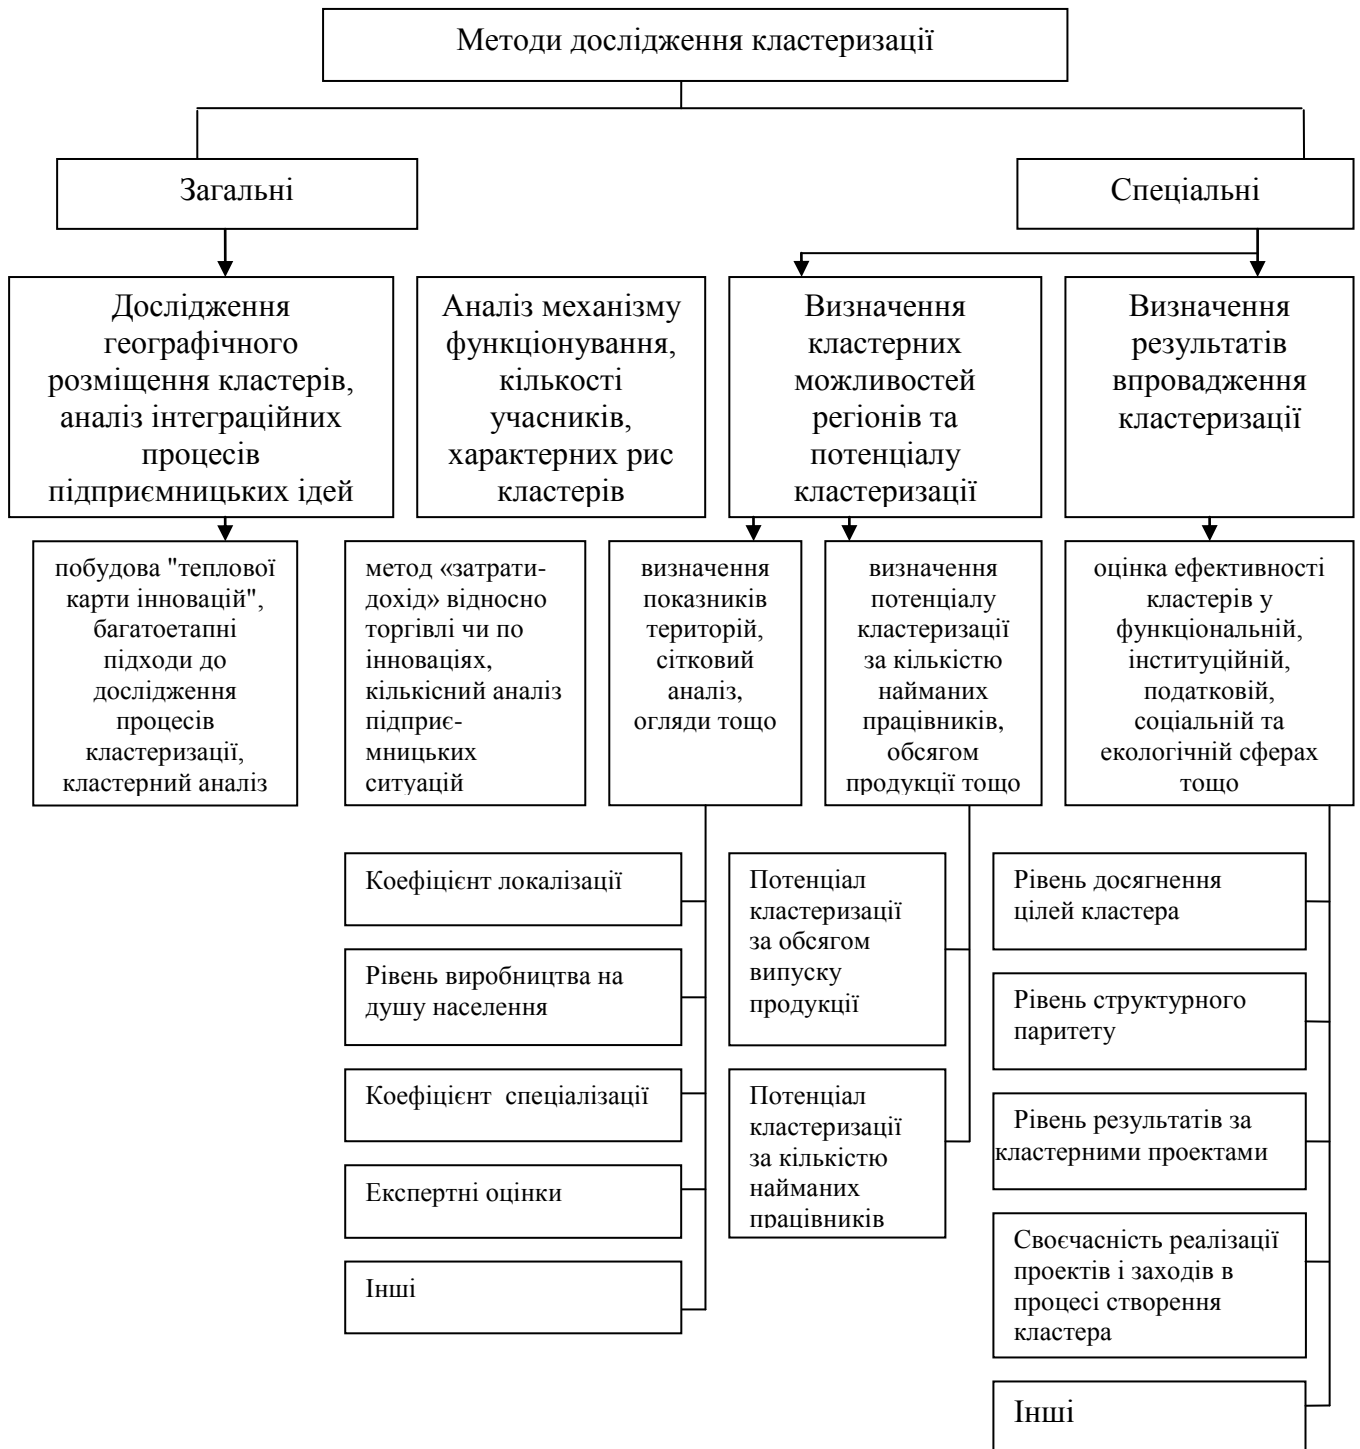 Методи дослідження кластеризації
Загальні
Спеціальні
Дослідження
географічного
розміщення кластерів,
аналіз інтеграційних
процесів
підприємницьких ідей
Аналіз механізму
функціонування,
кількості
учасників,
характерних рис
кластерів
Визначення
кластерних
можливостей
регіонів та
потенціалу
кластеризації
Визначення
результатів
впровадження
кластеризації
побудова "теплової
карти інновацій",
багатоетапні
підходи до
дослідження
процесів
кластеризації,
кластерний аналіз
метод «затрати-
дохід» відносно
торгівлі чи по
інноваціях,
кількісний аналіз
підприє-
мницьких
ситуацій
визначення
показників
територій,
сітковий
аналіз,
огляди тощо
визначення
потенціалу
кластеризації
за кількістю
найманих
працівників,
обсягом
продукції тощо
оцінка ефективності
кластерів у
функціональній,
інституційній,
податковій,
соціальній та
екологічній сферах
тощо
Коефіцієнт локалізації
Рівень виробництва на
душу населення
Коефіцієнт спеціалізації
Експертні оцінки
Інші
Потенціал
кластеризації
за обсягом
випуску
продукції
Потенціал
кластеризації
за кількістю
найманих
працівників
Рівень досягнення
цілей кластера
Рівень структурного
паритету
Рівень результатів за
кластерними проектами
Своєчасність реалізації
проектів і заходів в
процесі створення
кластера
Інші